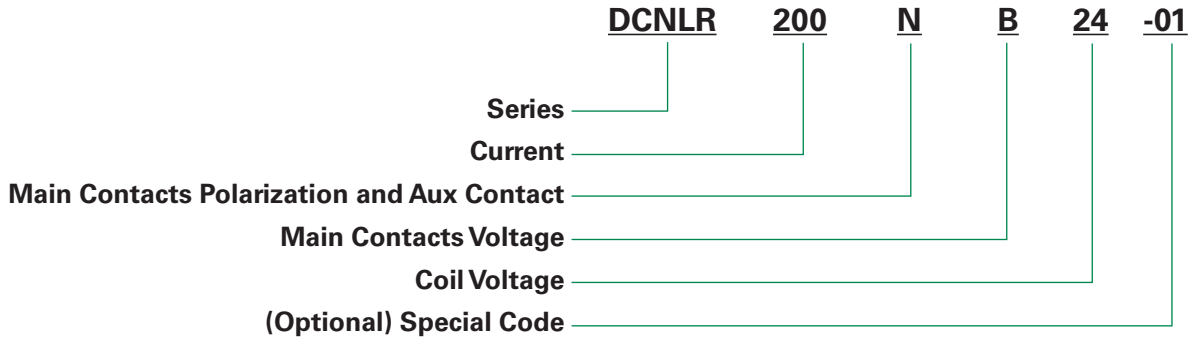 DCNLR 200 N B 24 -01
Series
Current
Main Contacts Polarization and Aux Contact
Main Contacts Voltage
Coil Voltage
(Optional) Special Code